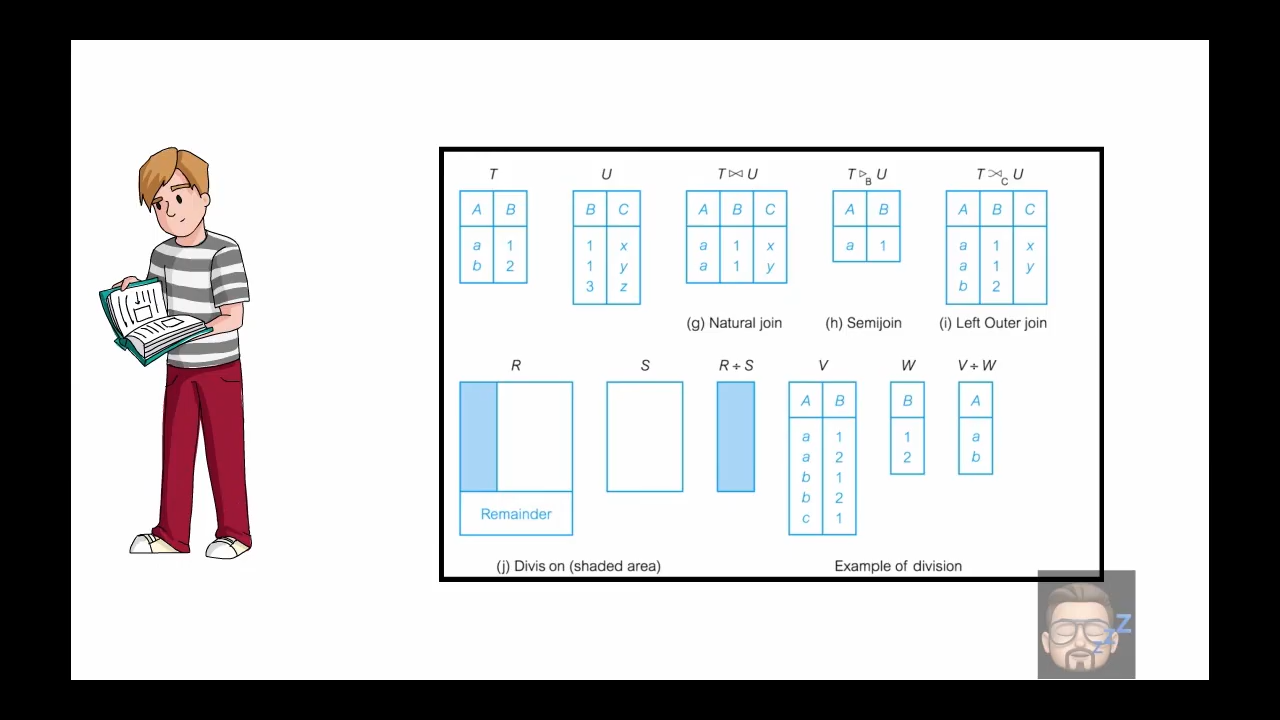 T U T ⋈ U T ▷B U T ⟕C U
A B B C A B C A B A B C
a 1 1 x a 1 x a 1 a 1 x
b 2 1 y a 1 y a 1 y
3 z b 2
(g) Natural join (h) Semijoin (i) Left Outer join
R S R ÷ S V W V ÷ W
A B B A
a 1 1 a
a 2 2 b
b 1
b 2
Remainder c 1
(j) Divis on (shaded area) Example of division
z z Z